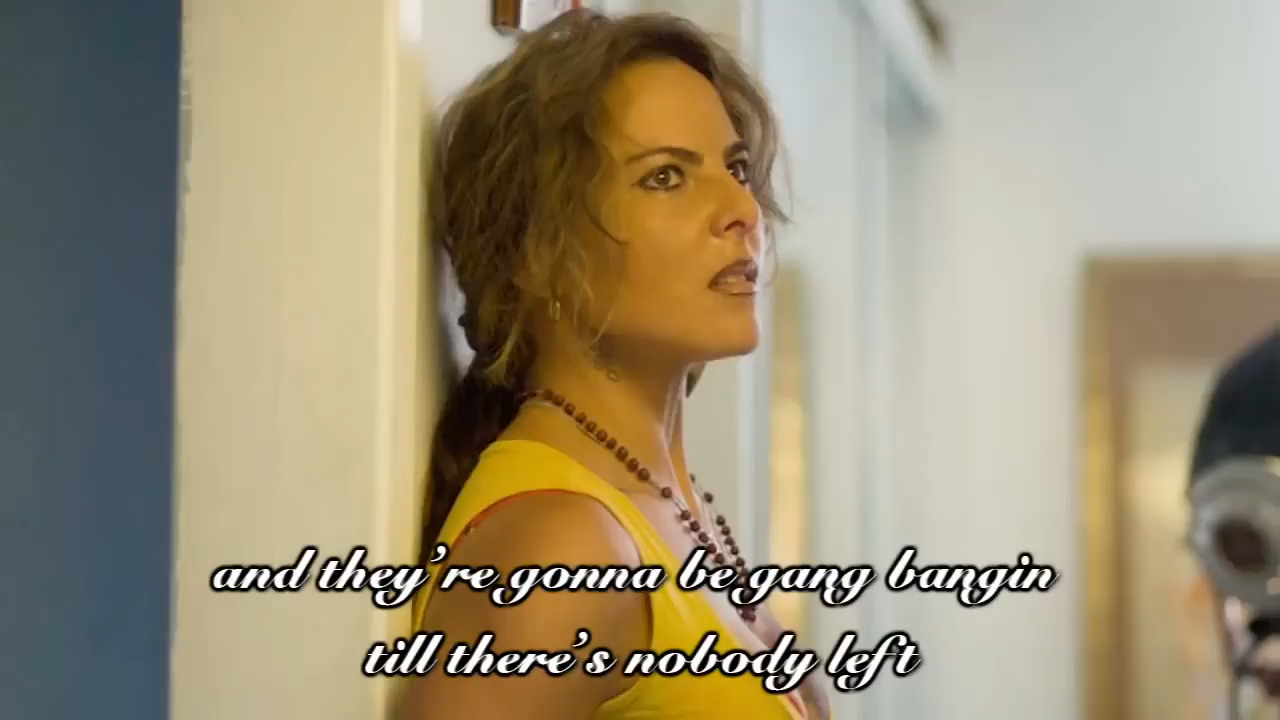 and they're gonna be gang bangin
till there's nobody left